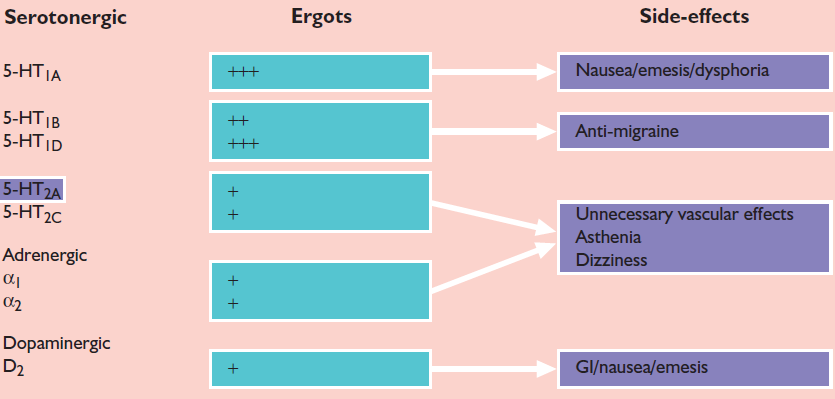 Serotonergic Ergots Side-effects
5-HT1A +++ Nausea/emesis/dysphoria
5-HT1B ++
5-HT1D +++ Anti-migraine
5-HT2A +
5-HT2C + Unnecessary vascular effects
Asthenia
Adrenergic Dizziness
α1 +
α2 +
Dopaminergic
D2 + GI/nausea/emesis